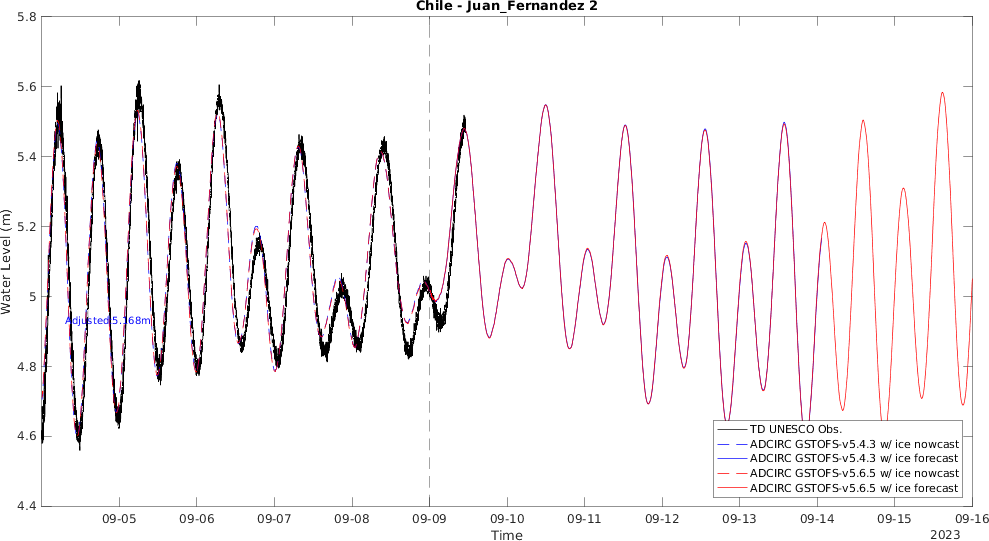 Chile - Juan_Fernandez 2
Water Level (m)
5.8
5.6
5.4
5.2
5
4.8
4.6
4.4
Adjusted 5.168m
TD UNESCO Obs.
ADCIRC GSTOFS-v5.4.3 w/ ice nowcast
ADCIRC GSTOFS-v5.4.3 w/ ice forecast
ADCIRC GSTOFS-v5.6.5 w/ ice nowcast
ADCIRC GSTOFS-v5.6.5 w/ ice forecast
09-05 09-06 09-07 09-08 09-09 09-10 09-11 09-12 09-13 09-14 09-15 09-16
Time
2023